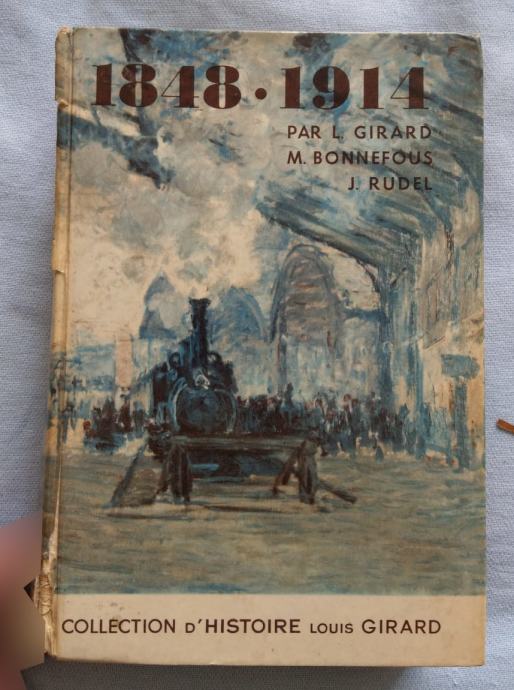 1848 · 1914
PAR L. GIRARD
M. BONNEFOUS
J. RUDEL
COLLECTION D'HISTOIRE LOUIS GIRARD